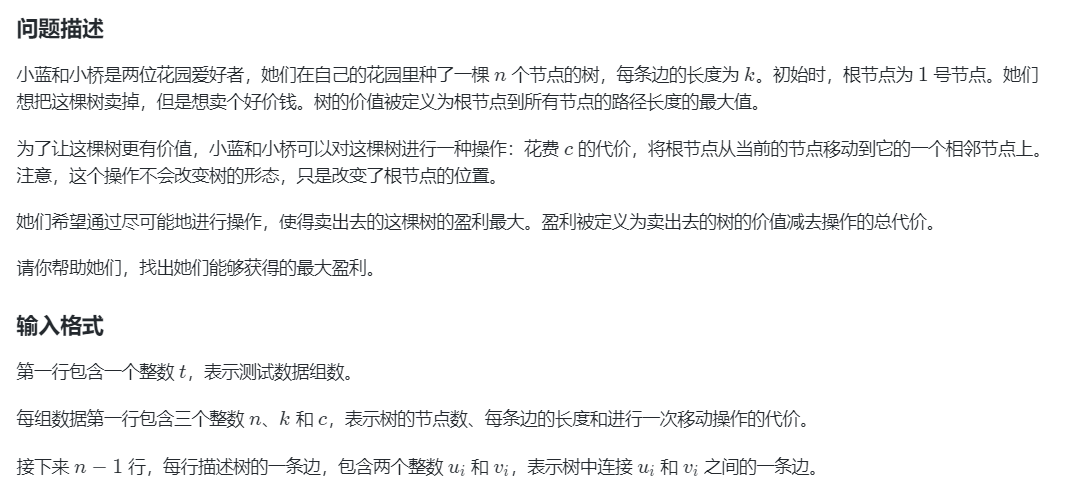 问题描述
小蓝和小桥是两位花园爱好者，她们在自己的花园里种了一棵 n 个节点的树，每条边的长度为 k。初始时，根节点为 1 号节点。她们
想把这棵树卖掉，但是想卖个好价钱。树的价值被定义为根节点到所有节点的路径长度的最大值。
为了让这棵树更有价值，小蓝和小桥可以对这棵树进行一种操作：花费 c 的代价，将根节点从当前的节点移动到它的一个相邻节点上。
注意，这个操作不会改变树的形态，只是改变了根节点的位置。
她们希望通过尽可能地进行操作，使得卖出去的这棵树的盈利最大。盈利被定义为卖出去的树的价值减去操作的总代价。
请你帮助她们，找出她们能够获得的最大盈利。
输入格式
第一行包含一个整数 t，表示测试数据组数。
每组数据第一行包含三个整数 n、k 和 c，表示树的节点数、每条边的长度和进行一次移动操作的代价。
接下来 n − 1 行，每行描述树的一条边，包含两个整数 u_i 和 v_i，表示树中连接 u_i 和 v_i 之间的一条边。